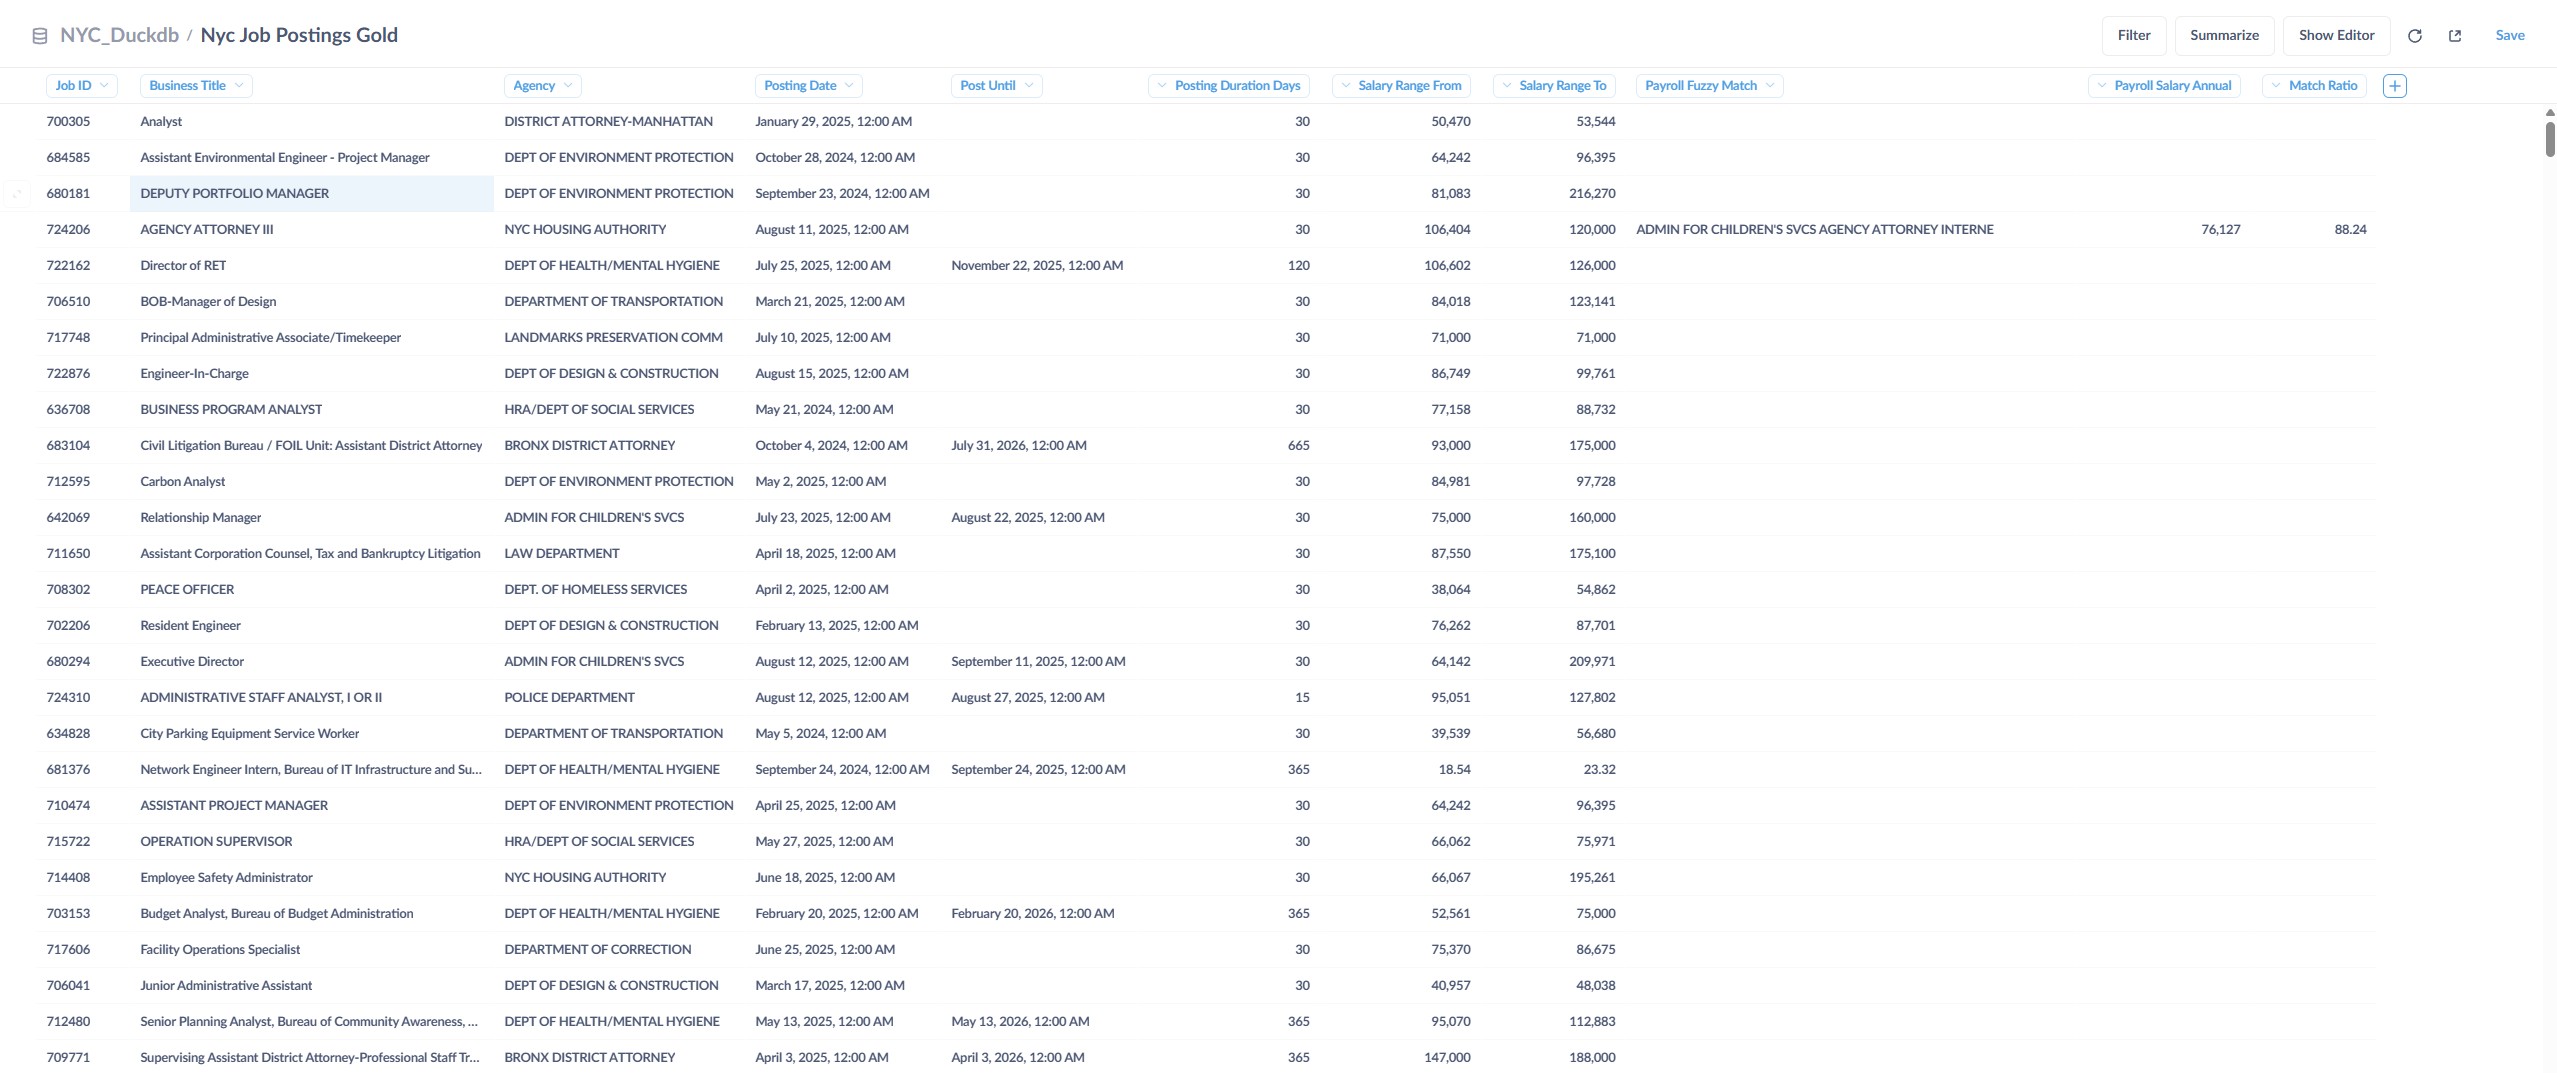 NYC_Duckdb / Nyc Job Postings Gold Filter Summarize Show Editor Save
Job ID Business Title Agency Posting Date Post Until Posting Duration Days Salary Range From Salary Range To Payroll Fuzzy Match Payroll Salary Annual Match Ratio
700305 Analyst DISTRICT ATTORNEY-MANHATTAN January 29, 2025, 12:00 AM 30 50,470 53,544
684585 Assistant Environmental Engineer - Project Manager DEPT OF ENVIRONMENT PROTECTION October 28, 2024, 12:00 AM 30 64,242 96,395
680181 DEPUTY PORTFOLIO MANAGER DEPT OF ENVIRONMENT PROTECTION September 23, 2024, 12:00 AM 30 81,083 216,270
724206 AGENCY ATTORNEY III NYC HOUSING AUTHORITY August 11, 2025, 12:00 AM 30 106,404 120,000 ADMIN FOR CHILDREN'S SVCS AGENCY ATTORNEY INTERNE 76,127 88.24
722162 Director of RET DEPT OF HEALTH/MENTAL HYGIENE July 25, 2025, 12:00 AM November 22, 2025, 12:00 AM 120 106,602 126,000
706510 BOB-Manager of Design DEPARTMENT OF TRANSPORTATION March 21, 2025, 12:00 AM 30 84,018 123,141
717748 Principal Administrative Associate/Timekeeper LANDMARKS PRESERVATION COMM July 10, 2025, 12:00 AM 30 71,000 71,000
722876 Engineer-In-Charge DEPT OF DESIGN & CONSTRUCTION August 15, 2025, 12:00 AM 30 86,749 99,761
636708 BUSINESS PROGRAM ANALYST HRA/DEPT OF SOCIAL SERVICES May 21, 2024, 12:00 AM 30 77,158 88,732
683104 Civil Litigation Bureau / FOIL Unit: Assistant District Attorney BRONX DISTRICT ATTORNEY October 4, 2024, 12:00 AM July 31, 2026, 12:00 AM 665 93,000 175,000
712595 Carbon Analyst DEPT OF ENVIRONMENT PROTECTION May 2, 2025, 12:00 AM 30 84,981 97,728
642069 Relationship Manager ADMIN FOR CHILDREN'S SVCS July 23, 2025, 12:00 AM August 22, 2025, 12:00 AM 30 75,000 160,000
711650 Assistant Corporation Counsel, Tax and Bankruptcy Litigation LAW DEPARTMENT April 18, 2025, 12:00 AM 30 87,550 175,100
708302 PEACE OFFICER DEPT. OF HOMELESS SERVICES April 2, 2025, 12:00 AM 30 38,064 54,862
702206 Resident Engineer DEPT OF DESIGN & CONSTRUCTION February 13, 2025, 12:00 AM 30 76,262 87,701
680294 Executive Director ADMIN FOR CHILDREN'S SVCS August 12, 2025, 12:00 AM September 11, 2025, 12:00 AM 30 64,142 209,971
724310 ADMINISTRATIVE STAFF ANALYST, I OR II POLICE DEPARTMENT August 12, 2025, 12:00 AM August 27, 2025, 12:00 AM 15 95,051 127,802
634828 City Parking Equipment Service Worker DEPARTMENT OF TRANSPORTATION May 5, 2024, 12:00 AM 30 39,539 56,680
681376 Network Engineer Intern, Bureau of IT Infrastructure and Su... DEPT OF HEALTH/MENTAL HYGIENE September 24, 2024, 12:00 AM September 24, 2025, 12:00 AM 365 18.54 23.32
710474 ASSISTANT PROJECT MANAGER DEPT OF ENVIRONMENT PROTECTION April 25, 2025, 12:00 AM 30 64,242 96,395
715722 OPERATION SUPERVISOR HRA/DEPT OF SOCIAL SERVICES May 27, 2025, 12:00 AM 30 66,062 75,971
714408 Employee Safety Administrator NYC HOUSING AUTHORITY June 18, 2025, 12:00 AM 30 66,067 195,261
703153 Budget Analyst, Bureau of Budget Administration DEPT OF HEALTH/MENTAL HYGIENE February 20, 2025, 12:00 AM February 20, 2026, 12:00 AM 365 52,561 75,000
717606 Facility Operations Specialist DEPARTMENT OF CORRECTION June 25, 2025, 12:00 AM 30 75,370 86,675
706041 Junior Administrative Assistant DEPT OF DESIGN & CONSTRUCTION March 17, 2025, 12:00 AM 30 40,957 48,038
712480 Senior Planning Analyst, Bureau of Community Awareness, ... DEPT OF HEALTH/MENTAL HYGIENE May 13, 2025, 12:00 AM May 13, 2026, 12:00 AM 365 95,070 112,883
709771 Supervising Assistant District Attorney-Professional Staff Tr... BRONX DISTRICT ATTORNEY April 3, 2025, 12:00 AM April 3, 2026, 12:00 AM 365 147,000 188,000